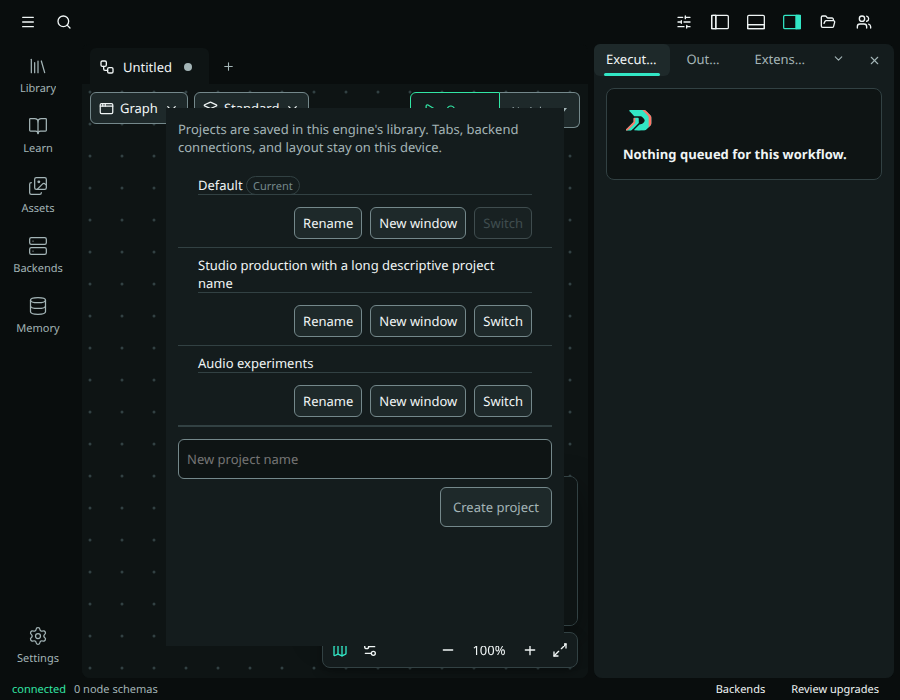 Untitled
Execut...
Out...
Extens...
Library
Learn
Assets
Backends
Memory
Settings
Graph
Standard
Projects are saved in this engine's library. Tabs, backend
connections, and layout stay on this device.
Default Current
Rename New window Switch
Studio production with a long descriptive project
name
Rename New window Switch
Audio experiments
Rename New window Switch
New project name
Create project
Nothing queued for this workflow.
100%
connected 0 node schemas
Backends Review upgrades